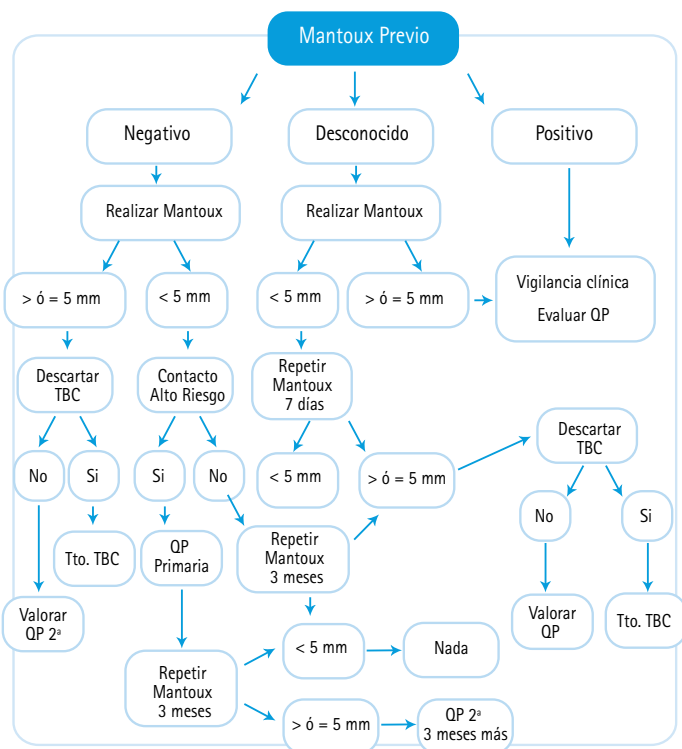 Mantoux Previo
Negativo
Desconocido
Positivo
Realizar Mantoux
Realizar Mantoux
Vigilancia clínica
Evaluar QP
> ó = 5 mm
< 5 mm
< 5 mm
> ó = 5 mm
Descartar
TBC
Contacto
Alto Riesgo
Repetir
Mantoux
7 días
Descartar
TBC
No
Si
Si
No
< 5 mm
> ó = 5 mm
No
Si
Tto. TBC
QP
Primaria
Repetir
Mantoux
3 meses
Valorar
QP 2ª
Valorar
QP
Tto. TBC
Repetir
Mantoux
3 meses
< 5 mm
Nada
> ó = 5 mm
QP 2ª
3 meses más